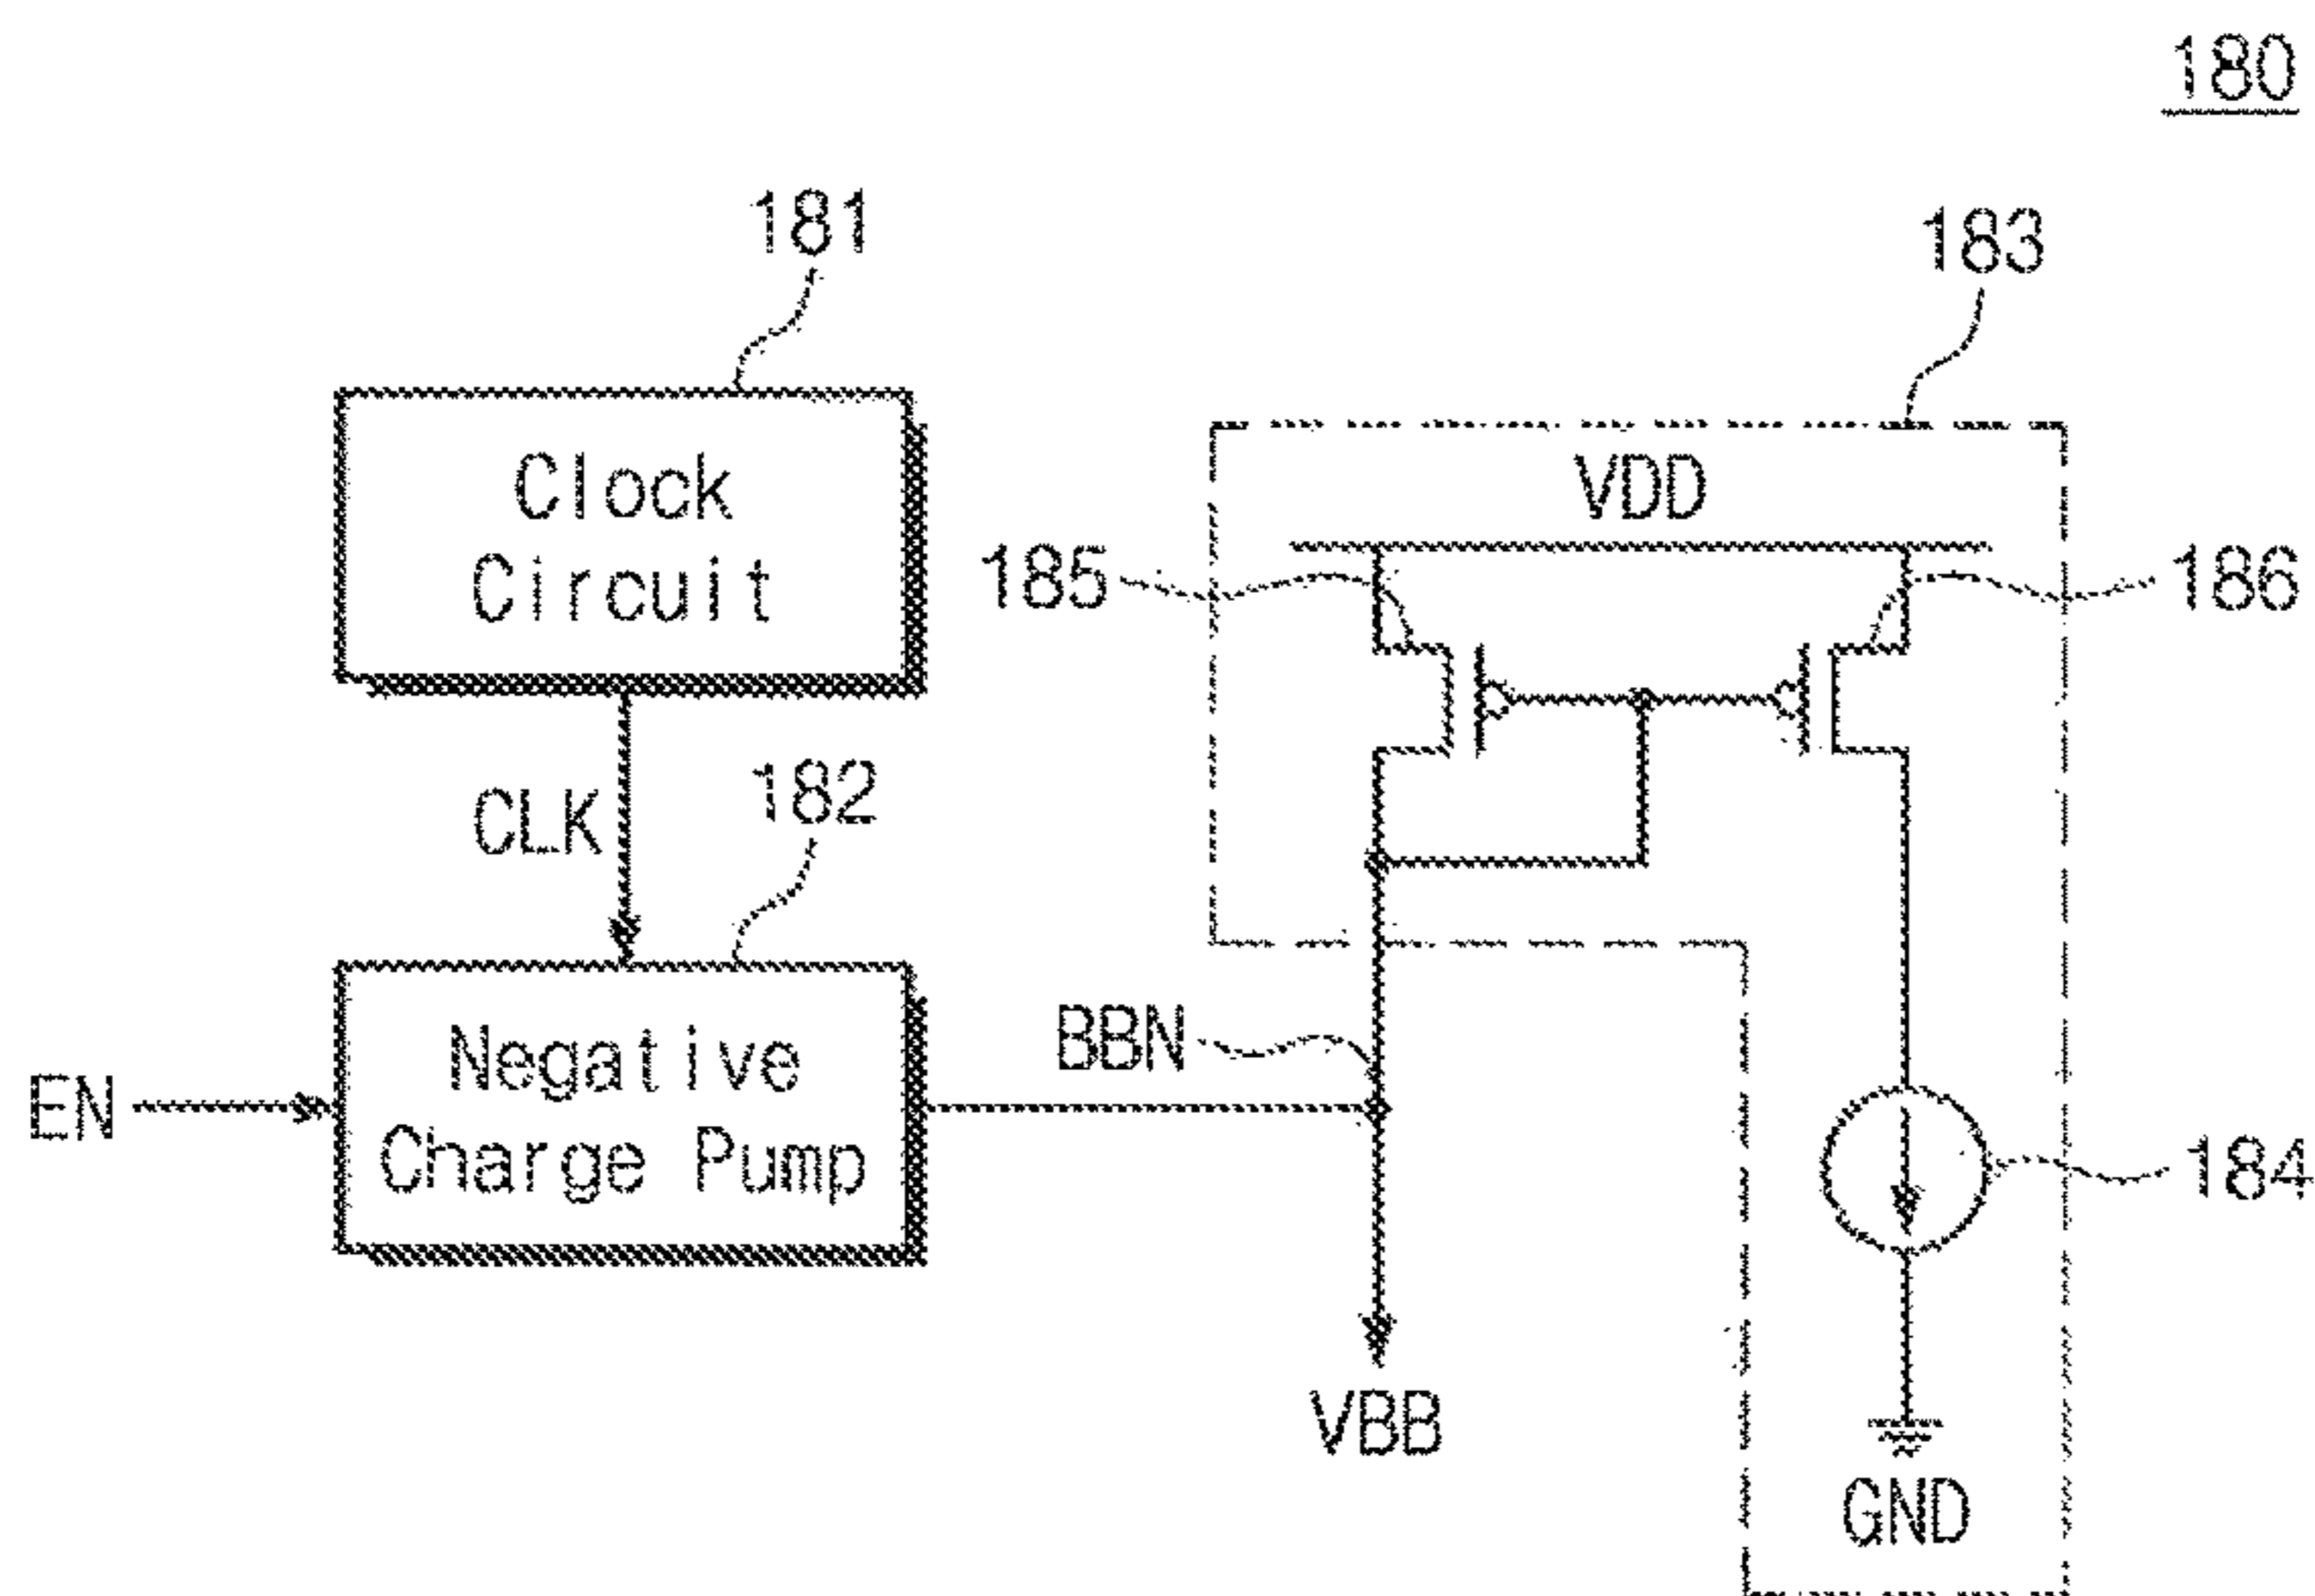 180
181
183
Clock
Circuit
VDD
185
186
CLK
182
BBN
Negative
Charge Pump
EN
184
VBB
GND